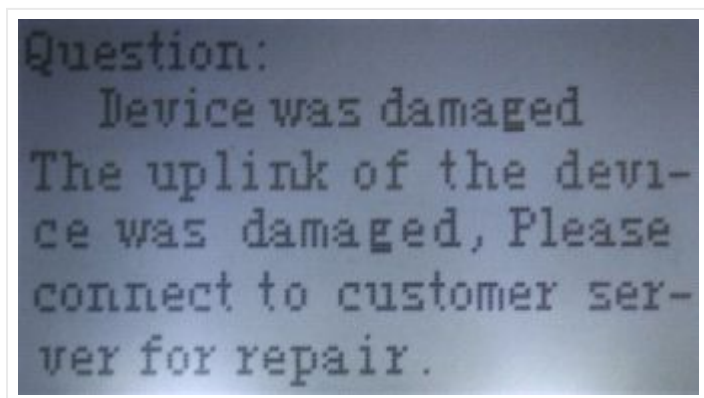 Question:
Device was damaged
The uplink of the devi-
ce was damaged, Please
connect to customer ser-
ver for repair.